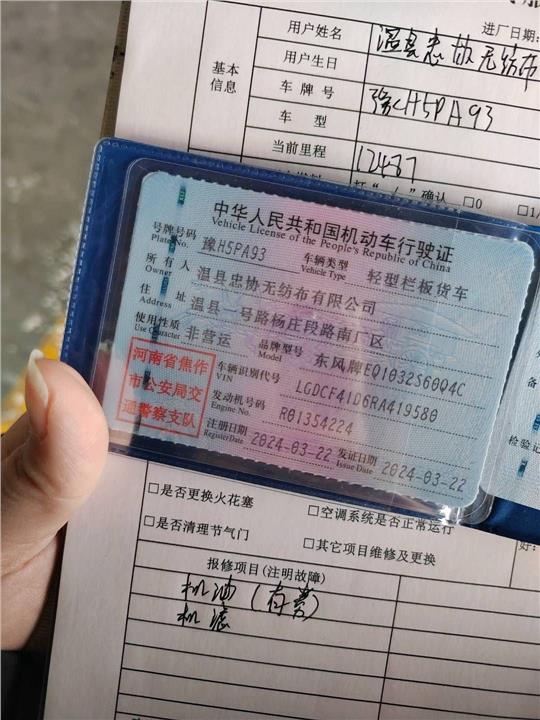 进厂日期:
用户姓名 温县忠协无纺布
用户生日
基本
信息
车牌号 豫H5PA93
车型
当前里程 12437
确认 □0 □1/
中华人民共和国机动车行驶证
Vehicle License of the People's Republic of China
号牌号码 豫H5PA93 车辆类型 轻型栏板货车
Plate No. Vehicle Type
所有人 温县忠协无纺布有限公司
Owner
住址 温县一号路杨庄段路南厂区
Address
使用性质 非营运 品牌型号 东风牌EQ1032S60Q4C
Use Character Model
河南省焦作
市公安局交
通警察支队
车辆识别代号 LGDCF41D6RA419580
VIN
发动机号码 R01354224
Engine No.
注册日期 2024-03-22 发证日期 2024-03-22
Register Date Issue Date
检验记
□是否更换火花塞 □空调系统是否正常运行
□是否清理节气门 □其它项目维修及更换
好:
报修项目(注明故障)
机油(存费)
机滤